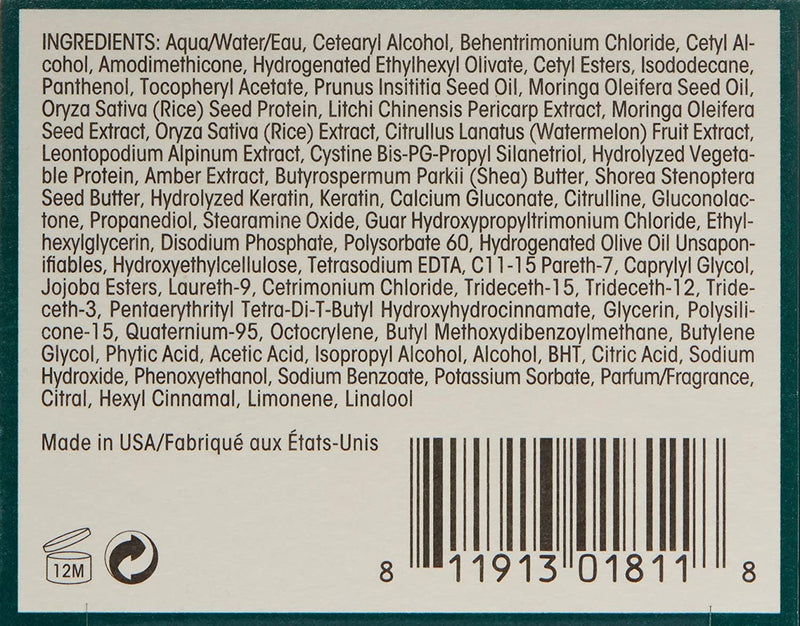 INGREDIENTS: Aqua/Water/Eau, Cetearyl Alcohol, Behentrimonium Chloride, Cetyl Al-
cohol, Amodimethicone, Hydrogenated Ethylhexyl Olivate, Cetyl Esters, Isododecane,
Panthenol, Tocopheryl Acetate, Prunus Insititia Seed Oil, Moringa Oleifera Seed Oil,
Oryza Sativa (Rice) Seed Protein, Litchi Chinensis Pericarp Extract, Moringa Oleifera
Seed Extract, Oryza Sativa (Rice) Extract, Citrullus Lanatus (Watermelon) Fruit Extract,
Leontopodium Alpinum Extract, Cystine Bis-PG-Propyl Silanetriol, Hydrolyzed Vegeta-
ble Protein, Amber Extract, Butyrospermum Parkii (Shea) Butter, Shorea Stenoptera
Seed Butter, Hydrolyzed Keratin, Keratin, Calcium Gluconate, Citrulline, Gluconolac-
tone, Propanediol, Stearamine Oxide, Guar Hydroxypropyltrimonium Chloride, Ethyl-
hexylglycerin, Disodium Phosphate, Polysorbate 60, Hydrogenated Olive Oil Unsapon-
ifiables, Hydroxyethylcellulose, Tetrasodium EDTA, C11-15 Pareth-7, Caprylyl Glycol,
Jojoba Esters, Laureth-9, Cetrimonium Chloride, Trideceth-15, Trideceth-12, Tride-
ceth-3, Pentaerythrityl Tetra-Di-T-Butyl Hydroxyhydrocinnamate, Glycerin, Polysili-
cone-15, Quaternium-95, Octocrylene, Butyl Methoxydibenzoylmethane, Butylene
Glycol, Phytic Acid, Acetic Acid, Isopropyl Alcohol, Alcohol, BHT, Citric Acid, Sodium
Hydroxide, Phenoxyethanol, Sodium Benzoate, Potassium Sorbate, Parfum/Fragrance,
Citral, Hexyl Cinnamal, Limonene, Linalool
Made in USA/Fabriqué aux États-Unis
12M
8 11913 01811 8